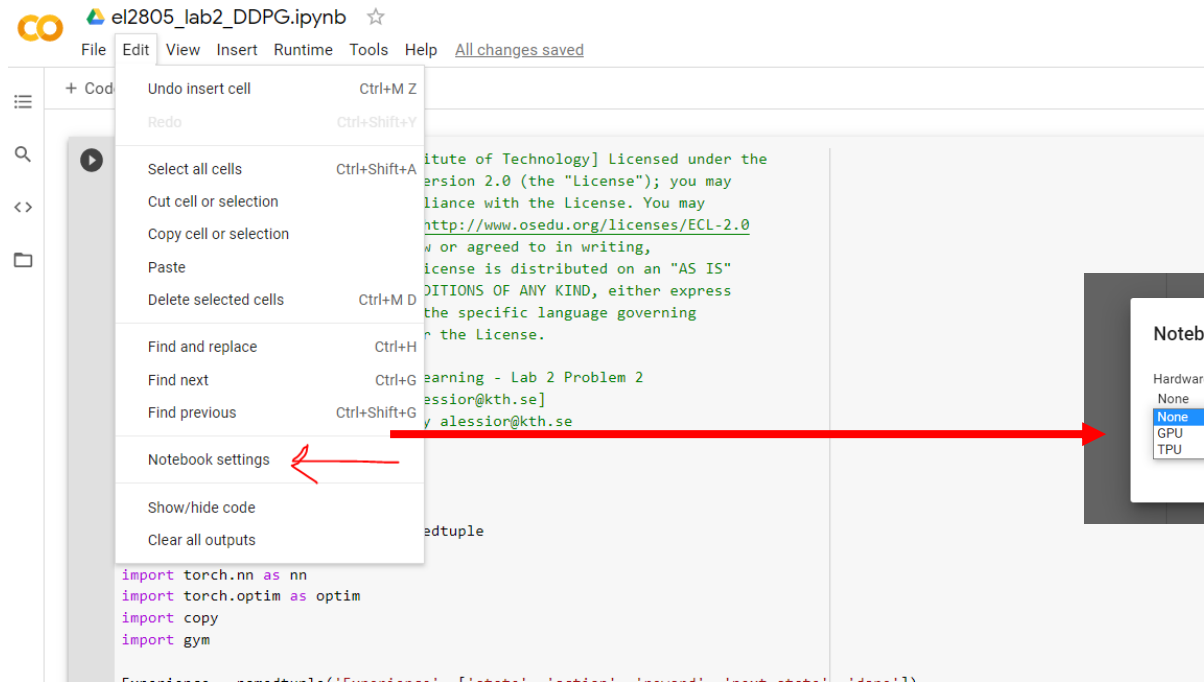 el2805_lab2_DDPG.ipynb
File Edit View Insert Runtime Tools Help All changes saved
+ Cod
Undo insert cell Ctrl+M Z
Redo Ctrl+Shift+Y
Select all cells Ctrl+Shift+A
Cut cell or selection
Copy cell or selection
Paste
Delete selected cells Ctrl+M D
Find and replace Ctrl+H
Find next Ctrl+G
Find previous Ctrl+Shift+G
Notebook settings
Show/hide code
Clear all outputs
itute of Technology] Licensed under the
ersion 2.0 (the "License"); you may
liance with the License. You may
http://www.osedu.org/licenses/ECL-2.0
w or agreed to in writing,
icense is distributed on an "AS IS"
DITIONS OF ANY KIND, either express
the specific language governing
r the License.
earning - Lab 2 Problem 2
essior@kth.se]
y alessior@kth.se
edtuple
import torch.nn as nn
import torch.optim as optim
import copy
import gym
Noteb
Hardwar
None
None
GPU
TPU